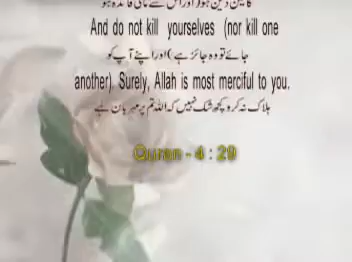 کا لین دین ہو) اور اس سے مالی فائدہ ہو
And do not kill yourselves (nor kill one
جائے تو وہ جائز ہے) اور اپنے آپ کو
another). Surely, Allah is most merciful to you.
ہلاک نہ کرو کچھ شک نہیں کہ اللہ تم پر مہربان ہے
Quran - 4 : 29